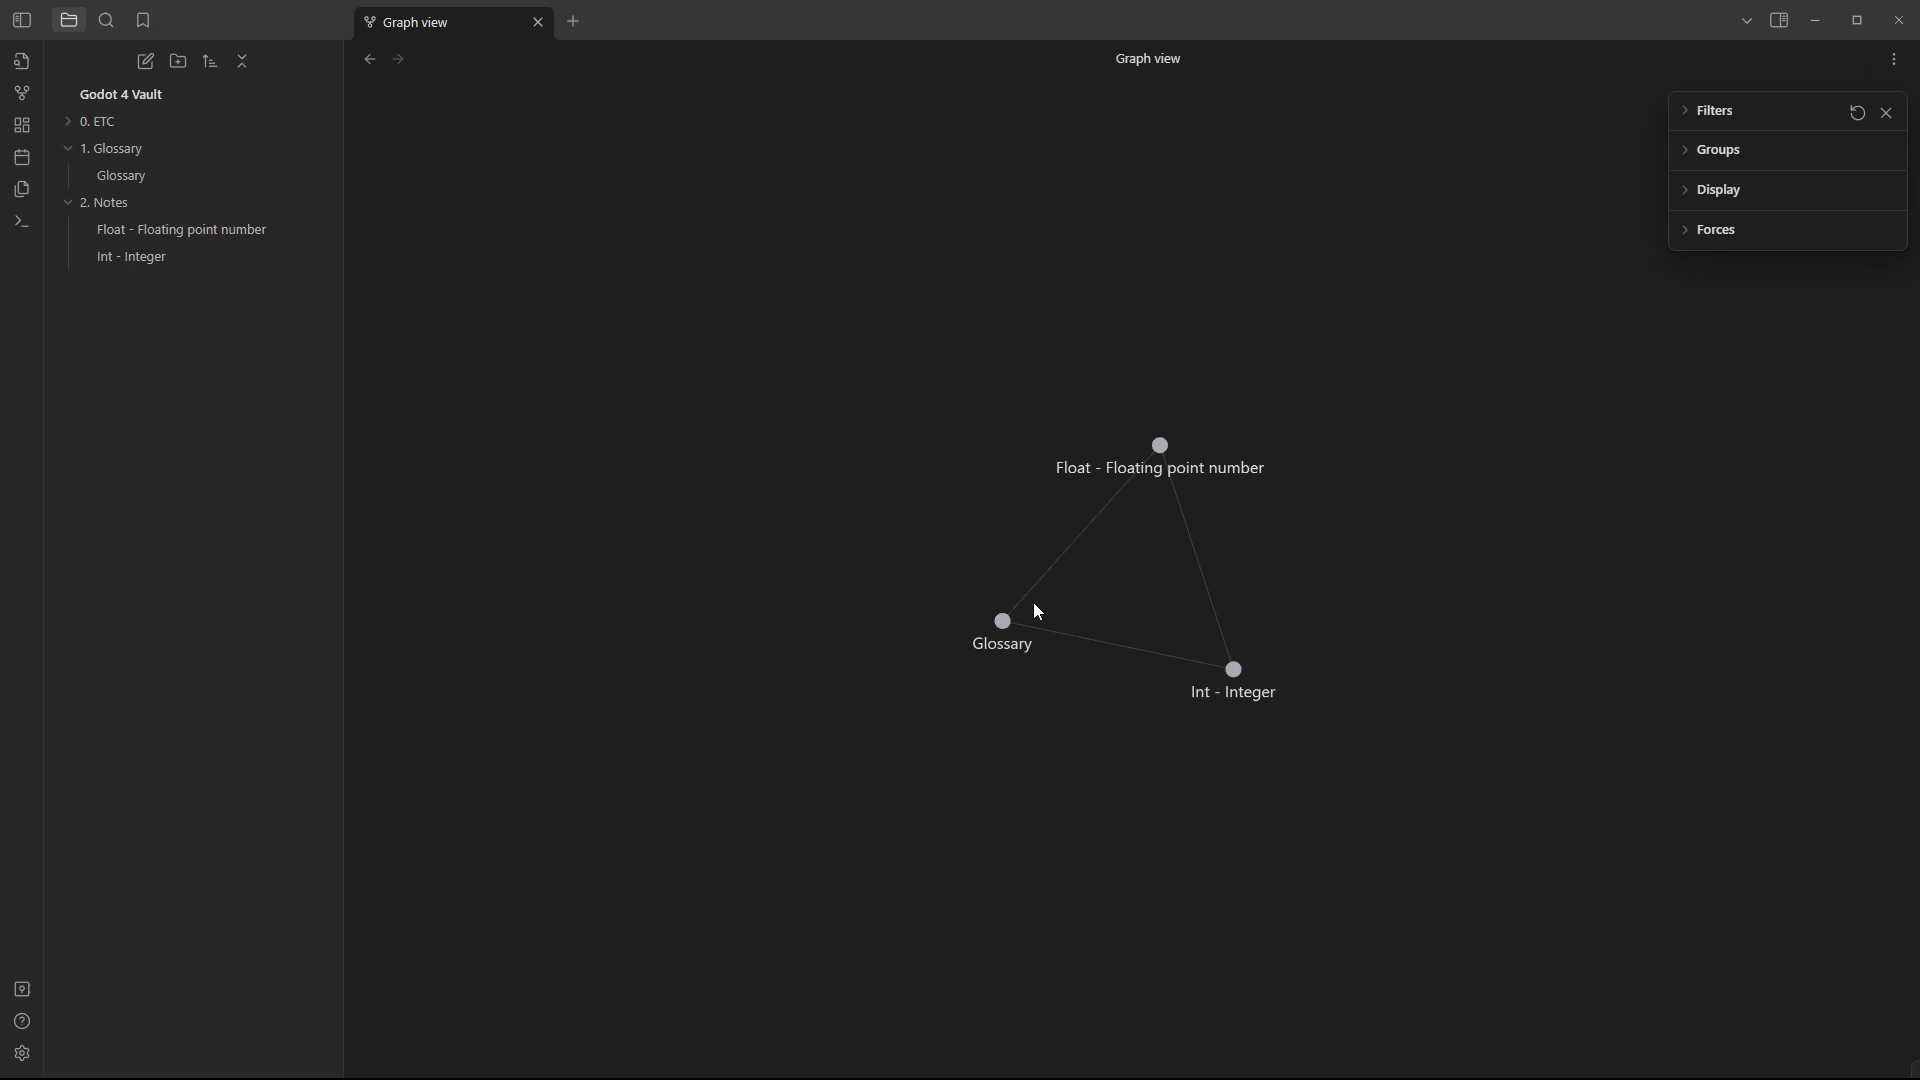 Graph view
Graph view
Godot 4 Vault
0. ETC
1. Glossary
Glossary
2. Notes
Float - Floating point number
Int - Integer
Filters
Groups
Display
Forces
Float - Floating point number
Glossary
Int - Integer